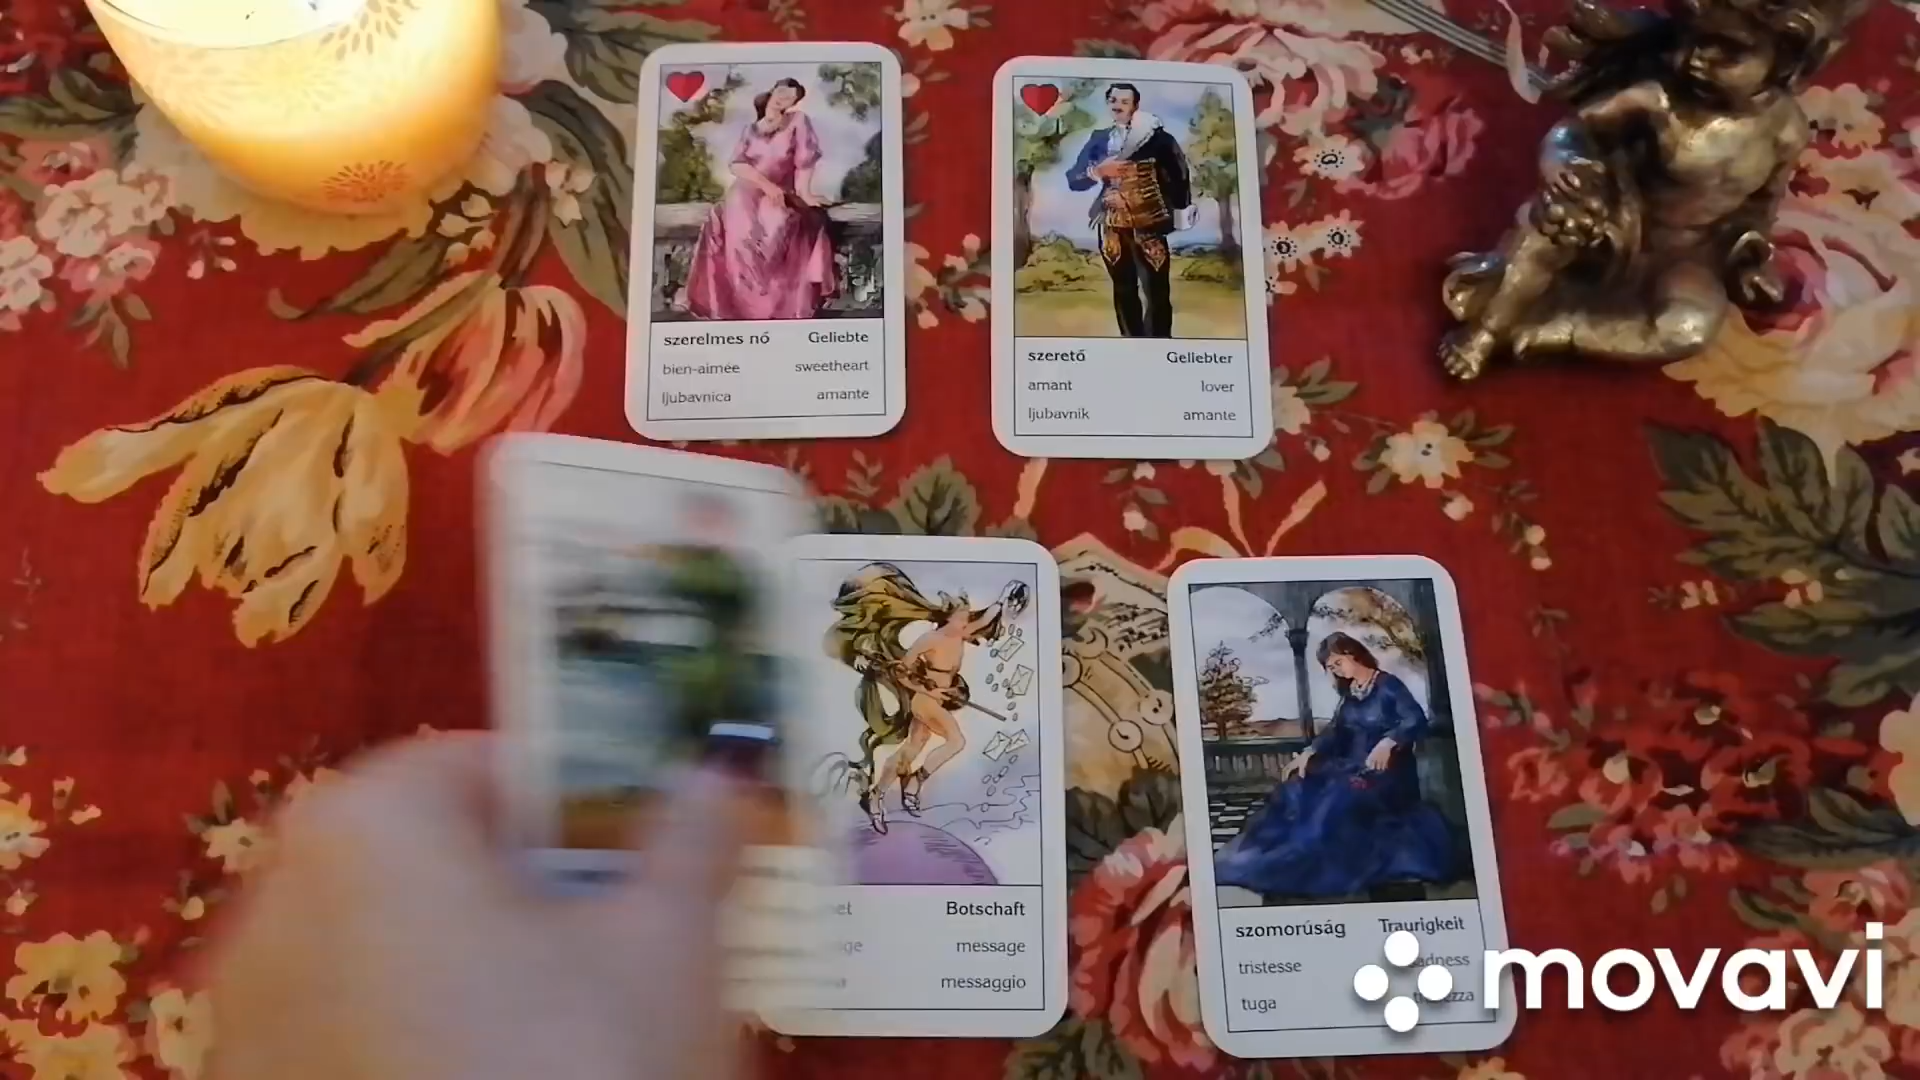 szerelmes nő Geliebte
bien-aimée sweetheart
ljubavnica amante
szerető Geliebter
amant lover
ljubavnik amante
Botschaft
message
messaggio
szomorúság Traurigkeit
tristesse
tuga
movavi